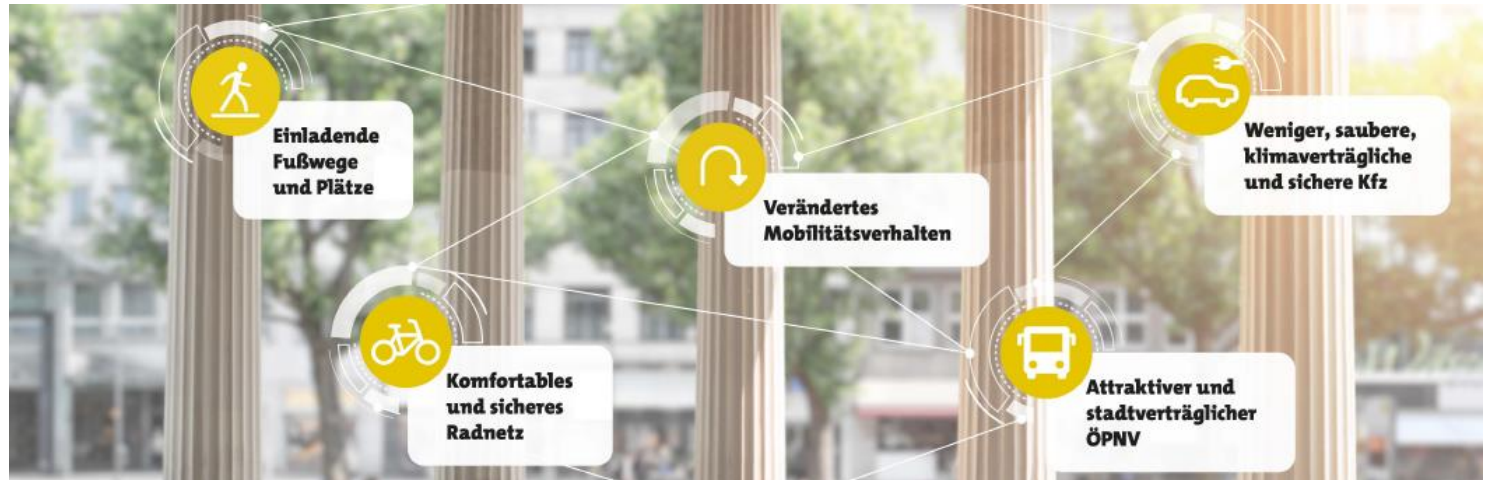 Einladende
Fußwege
und Plätze
Komfortables
und sicheres
Radnetz
Verändertes
Mobilitätsverhalten
Weniger, saubere,
klimaverträgliche
und sichere Kfz
Attraktiver und
stadtverträglicher
ÖPNV